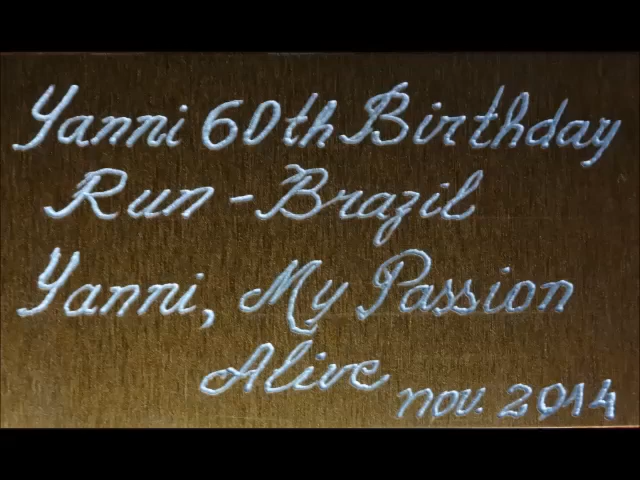 Yanni 60th Birthday
Run - Brazil
Yanni, My Passion
Alive
nov. 2014